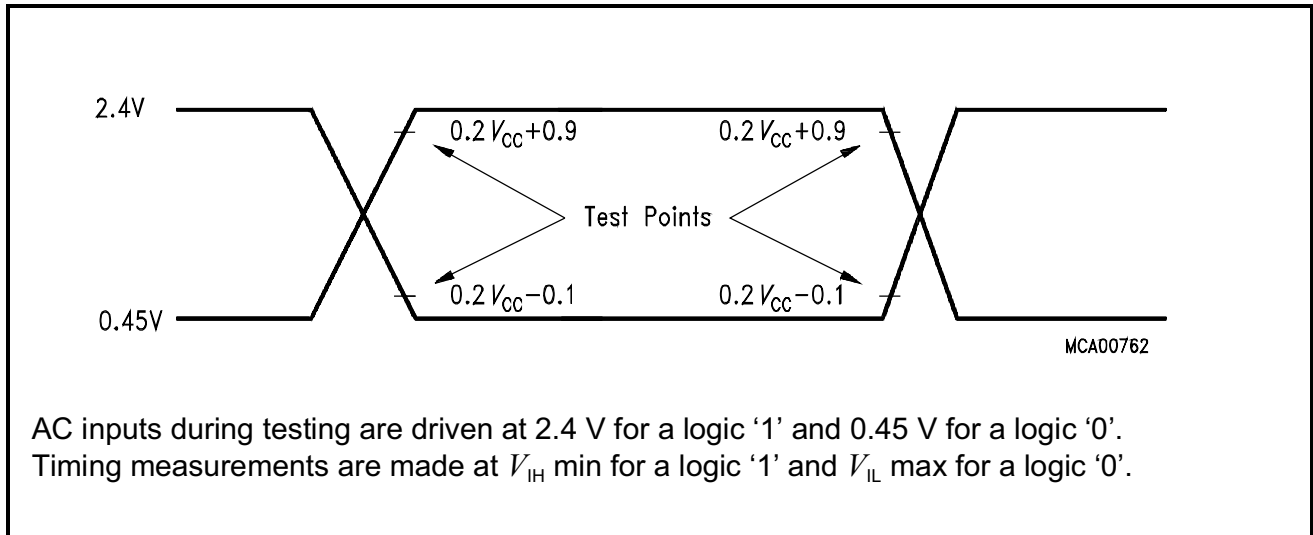 2.4V
0.2 VCC+0.9 0.2 VCC+0.9
Test Points
0.2 VCC−0.1 0.2 VCC−0.1
0.45V
MCA00762
AC inputs during testing are driven at 2.4 V for a logic ‘1’ and 0.45 V for a logic ‘0’.
Timing measurements are made at VIH min for a logic ‘1’ and VIL max for a logic ‘0’.